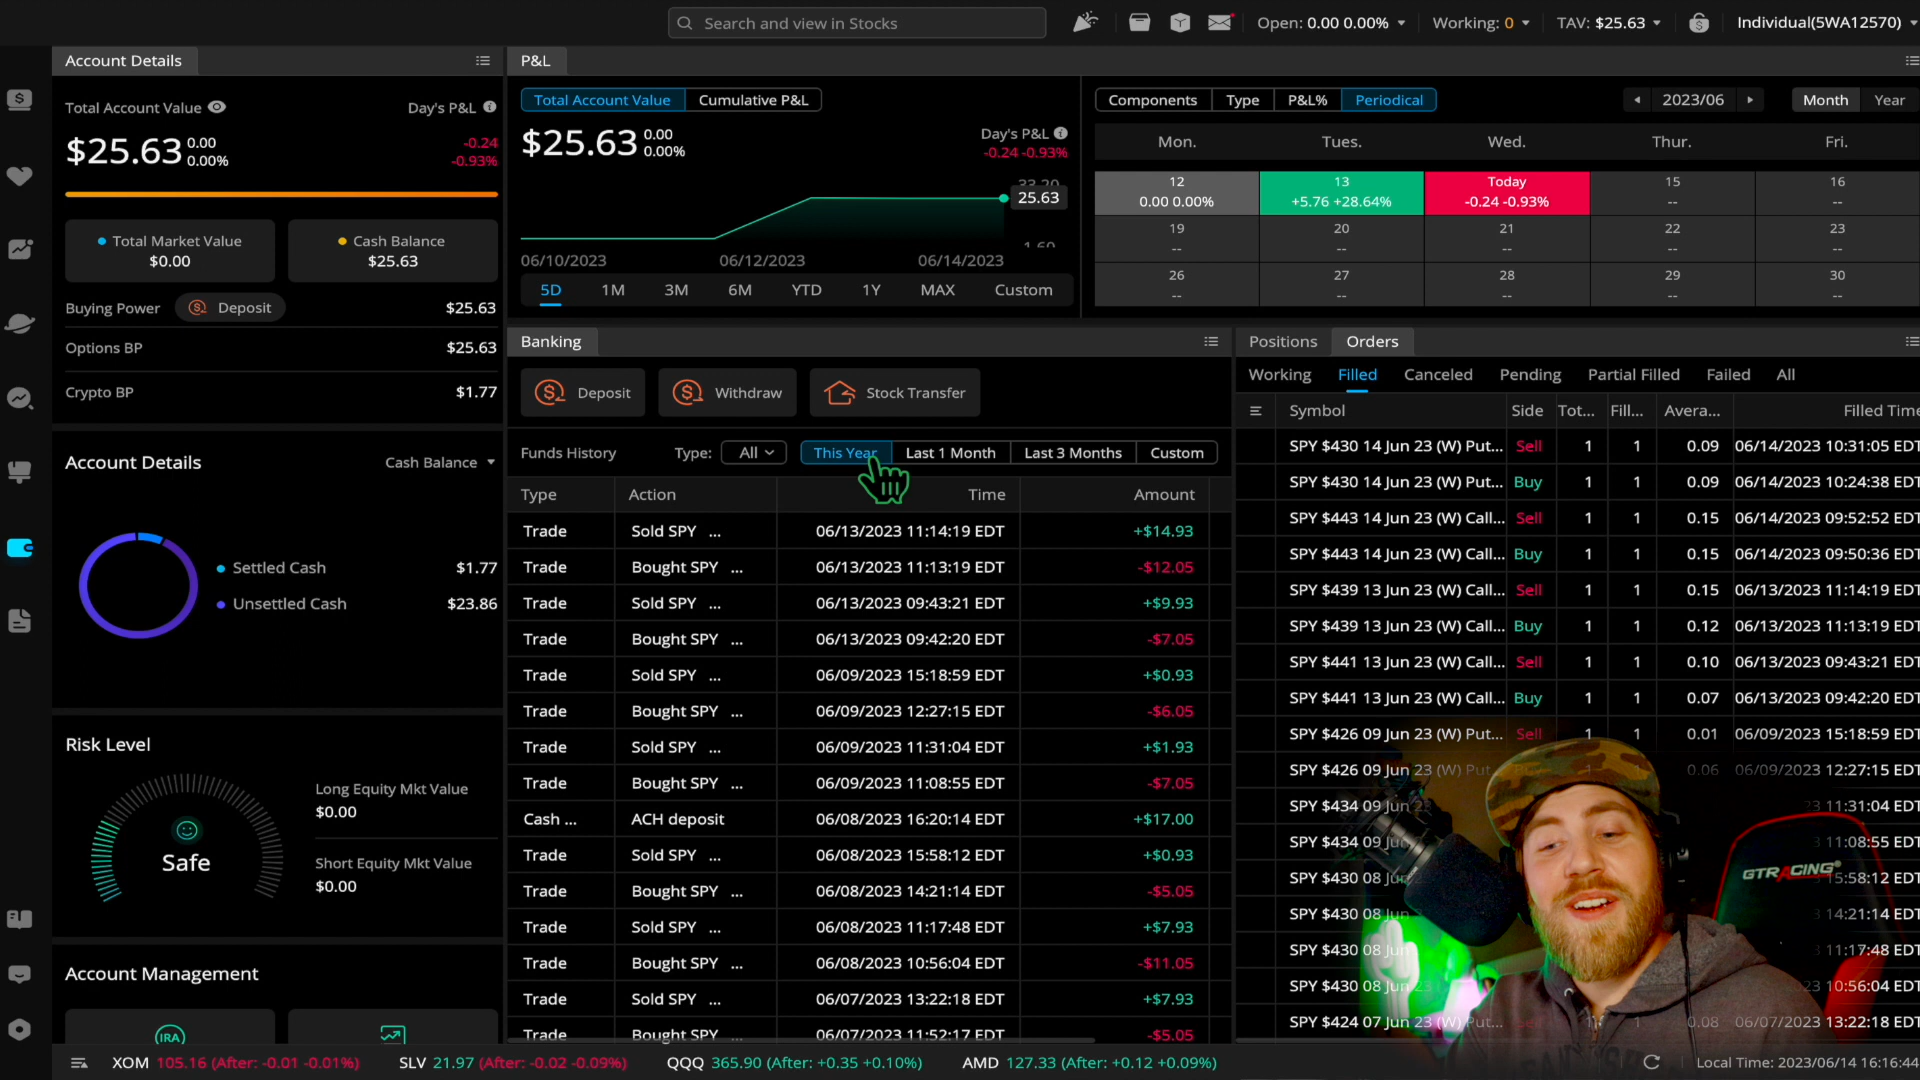 Search and view in Stocks
Open: 0.00 0.00%
Working: 0
TAV: $25.63
Individual(5WA12570)
Account Details
Total Account Value
Day's P&L
$25.63
0.00
0.00%
-0.24
-0.93%
Total Market Value
$0.00
Cash Balance
$25.63
Buying Power
Deposit
$25.63
Options BP
$25.63
Crypto BP
$1.77
Account Details
Cash Balance
Settled Cash
$1.77
Unsettled Cash
$23.86
Risk Level
Safe
Long Equity Mkt Value
$0.00
Short Equity Mkt Value
$0.00
Account Management
IRA
P&L
Total Account Value
Cumulative P&L
$25.63
0.00
0.00%
Day's P&L
-0.24 -0.93%
33.20
25.63
1.60
06/10/2023
06/12/2023
06/14/2023
5D 1M 3M 6M YTD 1Y MAX Custom
Components Type P&L% Periodical
2023/06
Month Year
Mon. Tues. Wed. Thur. Fri.
12 13 Today 15 16
0.00 0.00% +5.76 +28.64% -0.24 -0.93% -- --
19 20 21 22 23
-- -- -- -- --
26 27 28 29 30
-- -- -- -- --
Banking
Deposit
Withdraw
Stock Transfer
Funds History Type: All This Year Last 1 Month Last 3 Months Custom
Type Action Time Amount
Trade Sold SPY ... 06/13/2023 11:14:19 EDT +$14.93
Trade Bought SPY ... 06/13/2023 11:13:19 EDT -$12.05
Trade Sold SPY ... 06/13/2023 09:43:21 EDT +$9.93
Trade Bought SPY ... 06/13/2023 09:42:20 EDT -$7.05
Trade Sold SPY ... 06/09/2023 15:18:59 EDT +$0.93
Trade Bought SPY ... 06/09/2023 12:27:15 EDT -$6.05
Trade Sold SPY ... 06/09/2023 11:31:04 EDT +$1.93
Trade Bought SPY ... 06/09/2023 11:08:55 EDT -$7.05
Cash ... ACH deposit 06/08/2023 16:20:14 EDT +$17.00
Trade Sold SPY ... 06/08/2023 15:58:12 EDT +$0.93
Trade Bought SPY ... 06/08/2023 14:21:14 EDT -$5.05
Trade Sold SPY ... 06/08/2023 11:17:48 EDT +$7.93
Trade Bought SPY ... 06/08/2023 10:56:04 EDT -$11.05
Trade Sold SPY ... 06/07/2023 13:22:18 EDT +$7.93
Trade Bought SPY ... 06/07/2023 11:52:17 EDT -$5.05
Positions Orders
Working Filled Canceled Pending Partial Filled Failed All
Symbol Side Tot... Fill... Avera... Filled Time
SPY $430 14 Jun 23 (W) Put... Sell 1 1 0.09 06/14/2023 10:31:05 EDT
SPY $430 14 Jun 23 (W) Put... Buy 1 1 0.09 06/14/2023 10:24:38 EDT
SPY $443 14 Jun 23 (W) Call... Sell 1 1 0.15 06/14/2023 09:52:52 EDT
SPY $443 14 Jun 23 (W) Call... Buy 1 1 0.15 06/14/2023 09:50:36 EDT
SPY $439 13 Jun 23 (W) Call... Sell 1 1 0.15 06/13/2023 11:14:19 EDT
SPY $439 13 Jun 23 (W) Call... Buy 1 1 0.12 06/13/2023 11:13:19 EDT
SPY $441 13 Jun 23 (W) Call... Sell 1 1 0.10 06/13/2023 09:43:21 EDT
SPY $441 13 Jun 23 (W) Call... Buy 1 1 0.07 06/13/2023 09:42:20 EDT
SPY $426 09 Jun 23 (W) Put... Sell 1 1 0.01 06/09/2023 15:18:59 EDT
SPY $426 09 Jun 23 (W) Put... 0.06 06/09/2023 12:27:15 EDT
SPY $434 09 Jun 23 11:31:04 EDT
SPY $434 09 Jun 11:08:55 EDT
SPY $430 08 Jun 15:58:12 EDT
SPY $430 08 Jun 14:21:14 EDT
SPY $430 08 Jun 11:17:48 EDT
SPY $430 08 Jun 10:56:04 EDT
SPY $424 07 Jun 23 (W) Put... Sell 1 0.08 06/07/2023 13:22:18 EDT
GTRACING
XOM 105.16 (After: -0.01 -0.01%)
SLV 21.97 (After: -0.02 -0.09%)
QQQ 365.90 (After: +0.35 +0.10%)
AMD 127.33 (After: +0.12 +0.09%)
Local Time: 2023/06/14 16:16:44